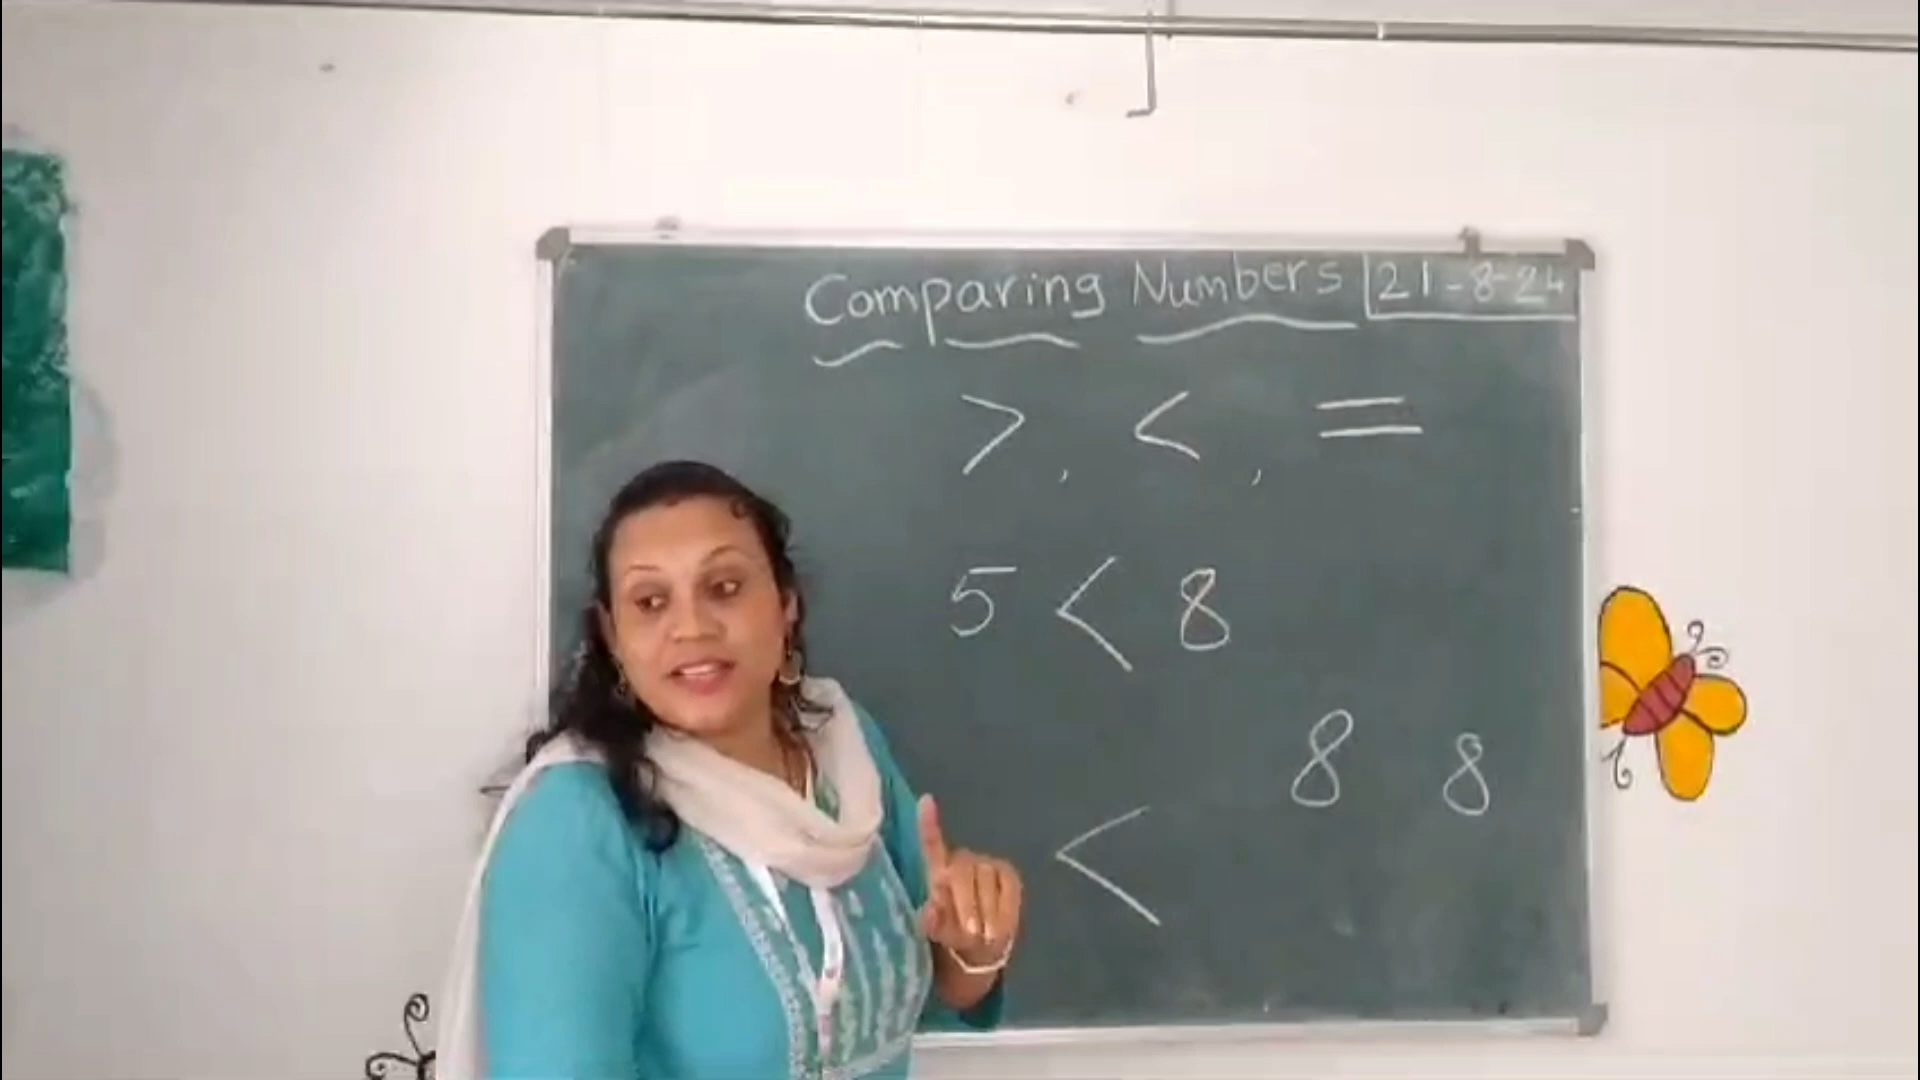 Comparing Numbers 21-8-24
> , < , =
5 < 8
8 8
<